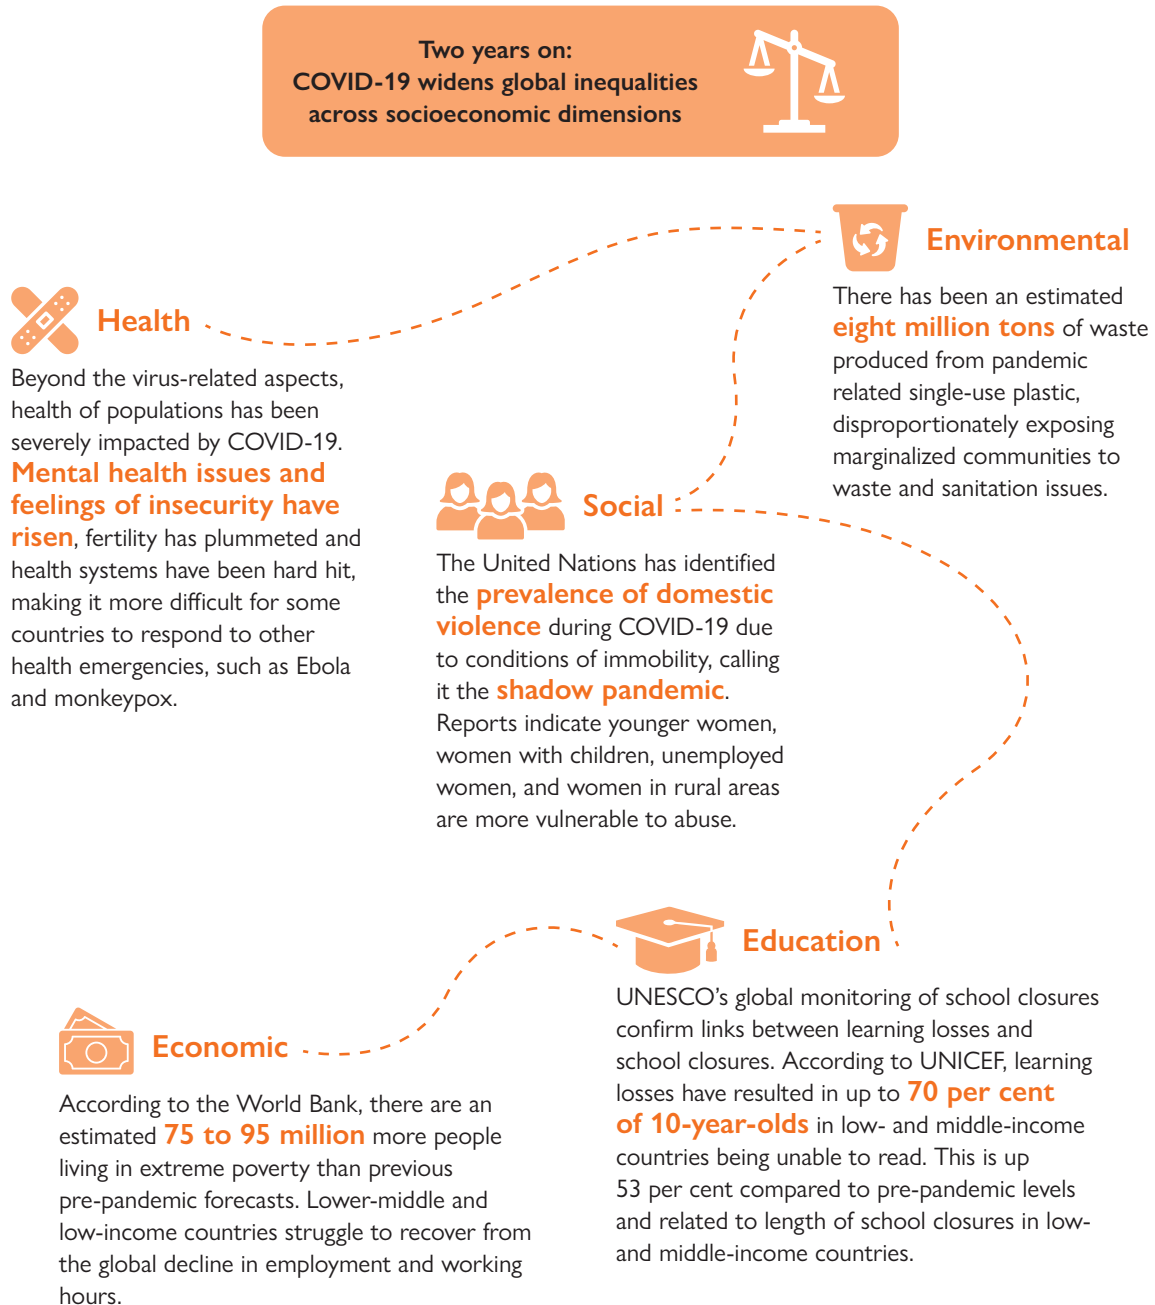 Two years on:
COVID-19 widens global inequalities
across socioeconomic dimensions
Health
Beyond the virus-related aspects,
health of populations has been
severely impacted by COVID-19.
Mental health issues and
feelings of insecurity have
risen, fertility has plummeted and
health systems have been hard hit,
making it more difficult for some
countries to respond to other
health emergencies, such as Ebola
and monkeypox.
Environmental
There has been an estimated
eight million tons of waste
produced from pandemic
related single-use plastic,
disproportionately exposing
marginalized communities to
waste and sanitation issues.
Social
The United Nations has identified
the prevalence of domestic
violence during COVID-19 due
to conditions of immobility, calling
it the shadow pandemic.
Reports indicate younger women,
women with children, unemployed
women, and women in rural areas
are more vulnerable to abuse.
Education
UNESCO’s global monitoring of school closures
confirm links between learning losses and
school closures. According to UNICEF, learning
losses have resulted in up to 70 per cent
of 10-year-olds in low- and middle-income
countries being unable to read. This is up
53 per cent compared to pre-pandemic levels
and related to length of school closures in low-
and middle-income countries.
Economic
According to the World Bank, there are an
estimated 75 to 95 million more people
living in extreme poverty than previous
pre-pandemic forecasts. Lower-middle and
low-income countries struggle to recover from
the global decline in employment and working
hours.